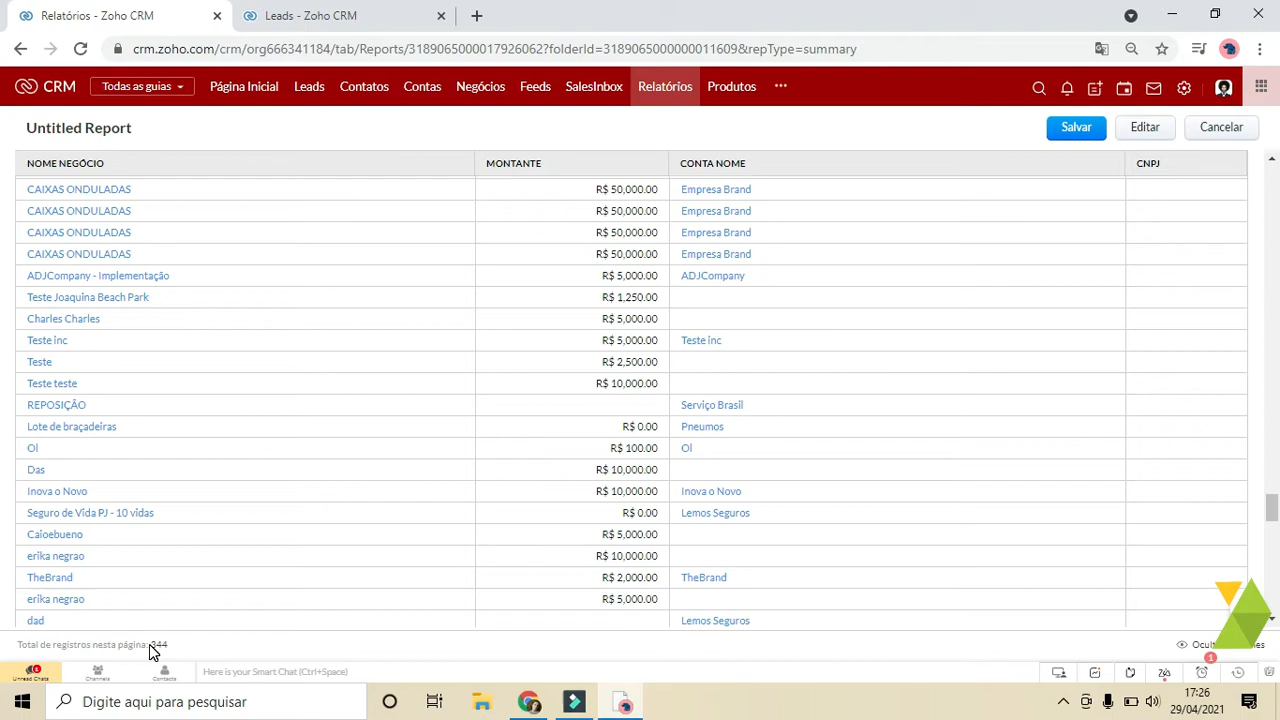 Relatórios - Zoho CRM
Leads - Zoho CRM
crm.zoho.com/crm/org666341184/tab/Reports/3189065000017926062?folderId=3189065000000011609&repType=summary
CRM Todas as guias Página Inicial Leads Contatos Contas Negócios Feeds SalesInbox Relatórios Produtos
Untitled Report Salvar Editar Cancelar
NOME NEGÓCIO MONTANTE CONTA NOME CNPJ
CAIXAS ONDULADAS R$ 50,000.00 Empresa Brand
CAIXAS ONDULADAS R$ 50,000.00 Empresa Brand
CAIXAS ONDULADAS R$ 50,000.00 Empresa Brand
CAIXAS ONDULADAS R$ 50,000.00 Empresa Brand
ADJCompany - Implementação R$ 5,000.00 ADJCompany
Teste Joaquina Beach Park R$ 1,250.00
Charles Charles R$ 5,000.00
Teste inc R$ 5,000.00 Teste inc
Teste R$ 2,500.00
Teste teste R$ 10,000.00
REPOSIÇÃO Serviço Brasil
Lote de braçadeiras R$ 0.00 Pneumos
Ol R$ 100.00 Ol
Das R$ 10,000.00
Inova o Novo R$ 10,000.00 Inova o Novo
Seguro de Vida PJ - 10 vidas R$ 0.00 Lemos Seguros
Caioebueno R$ 5,000.00
erika negrao R$ 10,000.00
TheBrand R$ 2,000.00 TheBrand
erika negrao R$ 5,000.00
dad Lemos Seguros
Total de registros nesta página:
1
Unread Chats Channels Contacts Here is your Smart Chat (Ctrl+Space)
Digite aqui para pesquisar
17:26
29/04/2021